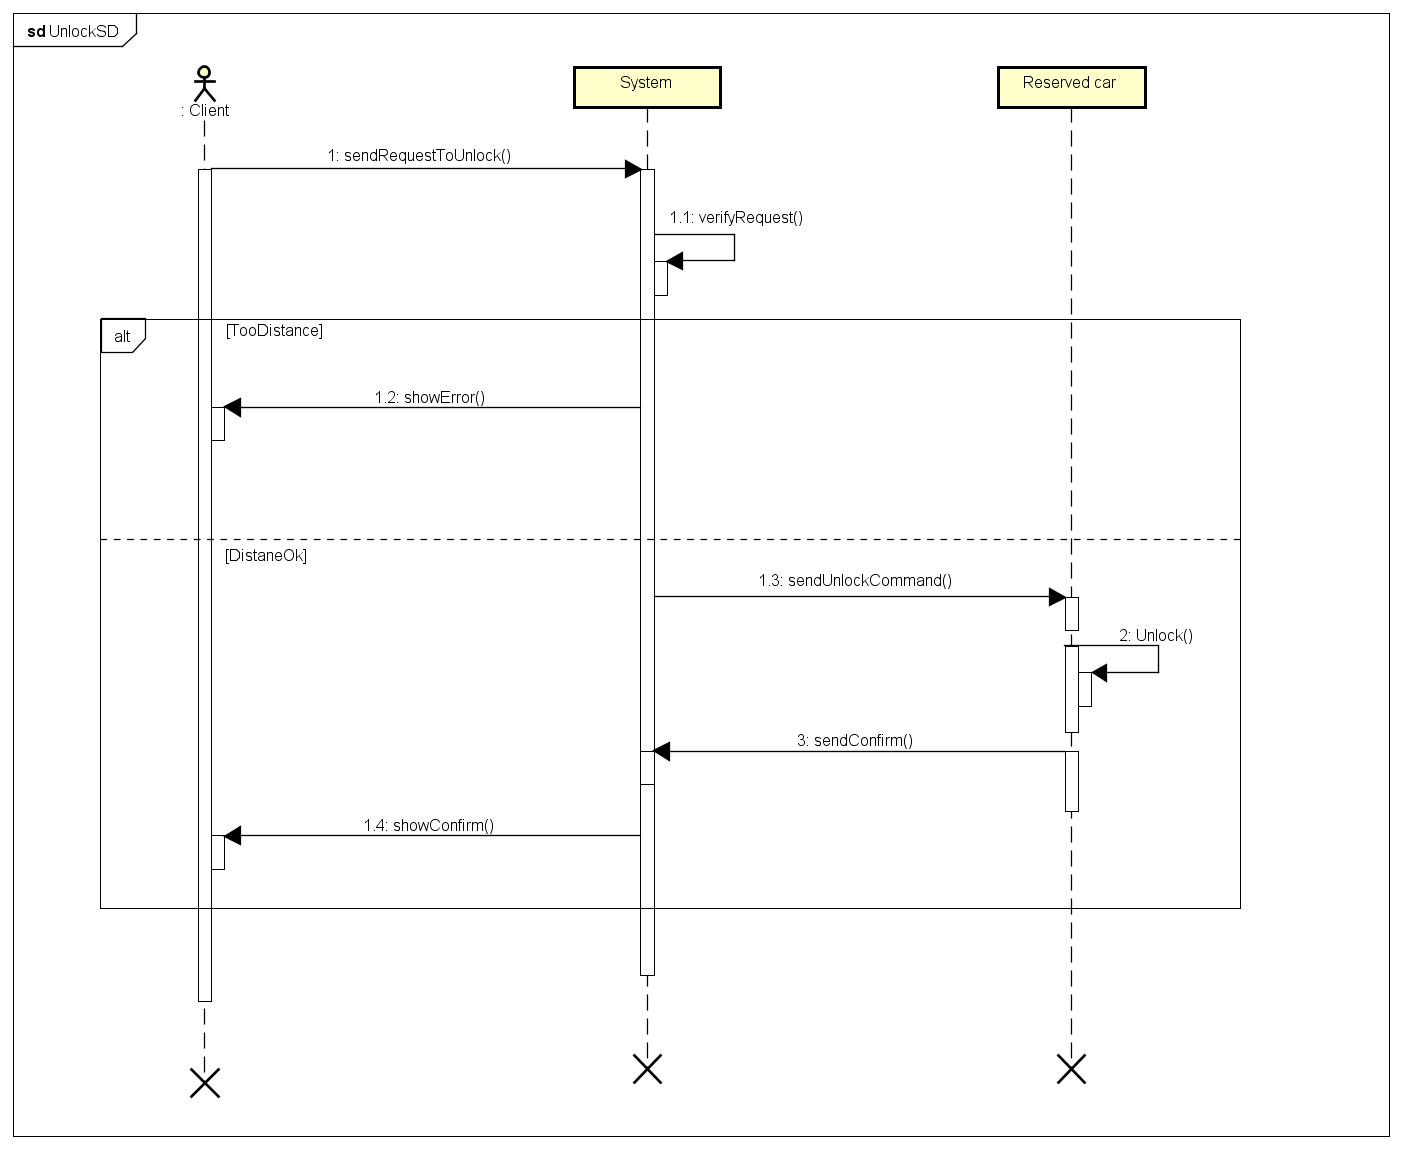 sd UnlockSD
: Client
System
Reserved car
1: sendRequestToUnlock()
1.1: verifyRequest()
alt
[TooDistance]
1.2: showError()
[DistaneOk]
1.3: sendUnlockCommand()
2: Unlock()
3: sendConfirm()
1.4: showConfirm()